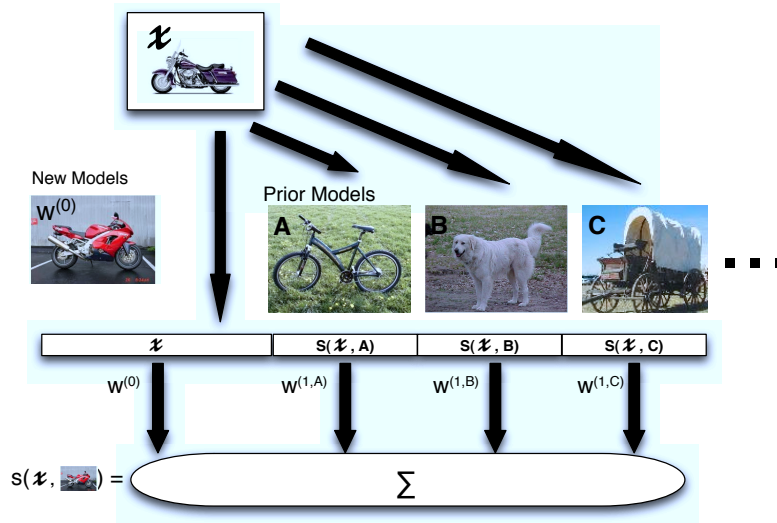 𝓍
New Models
W(0)
Prior Models
A
B
C
𝓍
S(𝓍, A)
S(𝓍, B)
S(𝓍, C)
W(0)
W(1,A)
W(1,B)
W(1,C)
s(𝓍, ) =
Σ